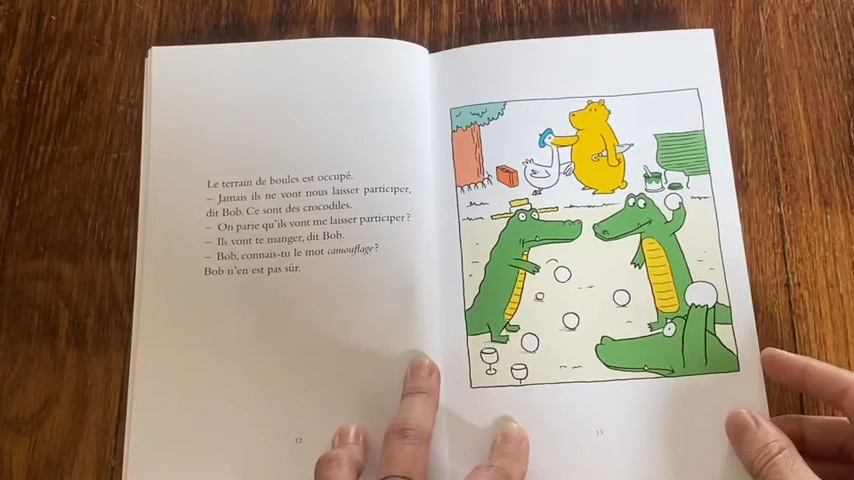 Le terrain de boules est occupé.
– Jamais ils ne vont nous laisser participer,
dit Bob. Ce sont des crocodiles.
– On parie qu'ils vont me laisser participer ?
– Ils vont te manger, dit Bob.
– Bob, connais-tu le mot camouflage ?
Bob n'en est pas sûr.
12
13